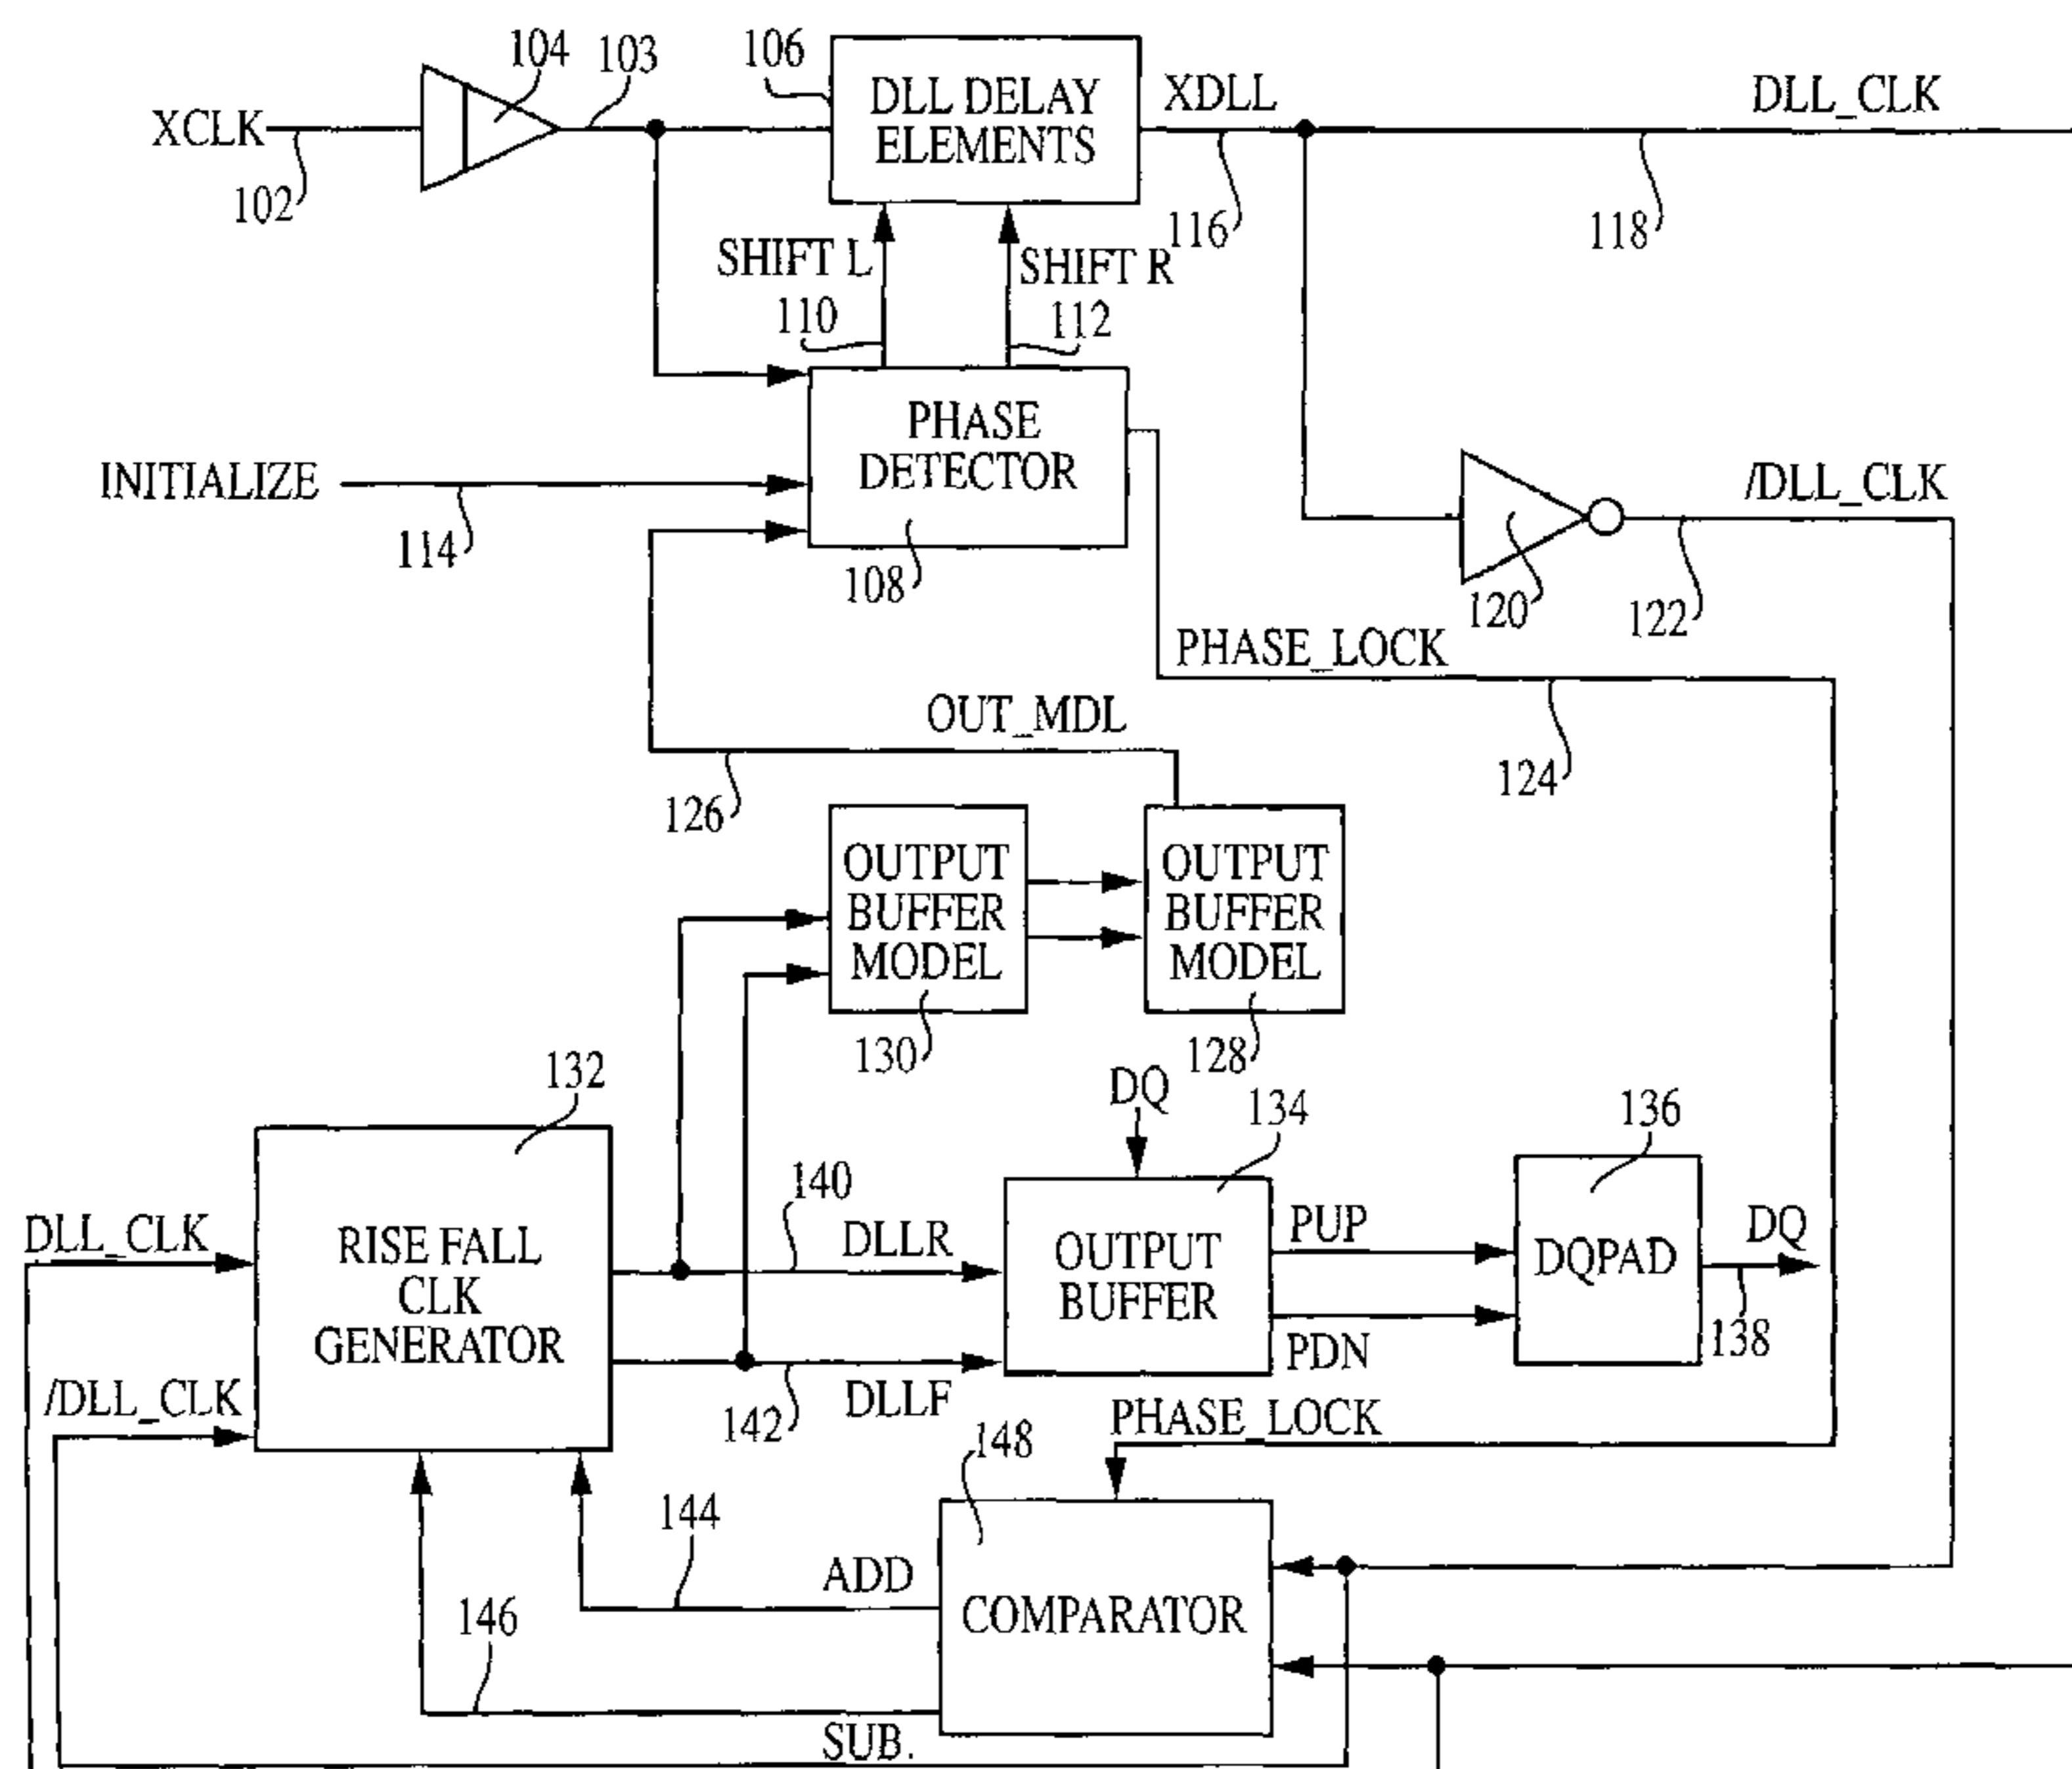 104
103
106
DLL DELAY
ELEMENTS
XDLL
DLL_CLK
XCLK
102
116
118
SHIFT L
SHIFT R
110
112
PHASE
DETECTOR
INITIALIZE
114
108
/DLL_CLK
120
122
PHASE_LOCK
124
OUT_MDL
126
OUTPUT
BUFFER
MODEL
130
OUTPUT
BUFFER
MODEL
128
132
RISE FALL
CLK
GENERATOR
DLL_CLK
/DLL_CLK
140
DLLR
142
DLLF
DQ
134
OUTPUT
BUFFER
PUP
PDN
136
DQPAD
DQ
138
PHASE_LOCK
148
COMPARATOR
144
ADD
146
SUB.